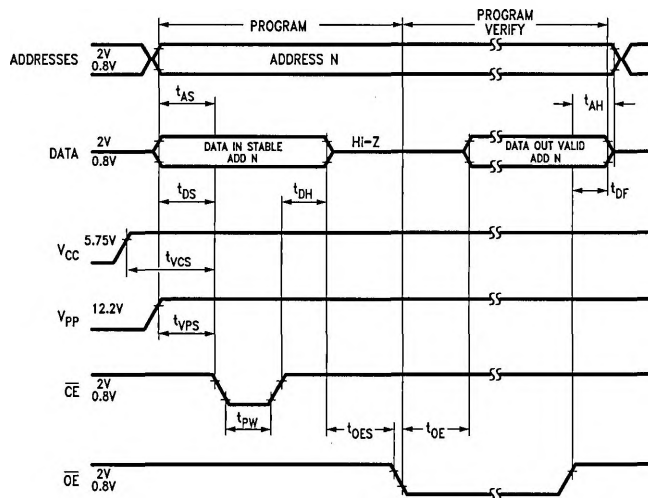 PROGRAM
PROGRAM
VERIFY
ADDRESSES
2V
0.8V
ADDRESS N
tAS
tAH
DATA
2V
0.8V
DATA IN STABLE
ADD N
Hi-Z
DATA OUT VALID
ADD N
tDS
tDH
tDF
VCC
5.75V
tVCS
VPP
12.2V
tVPS
CE
2V
0.8V
tPW
tOES
tOE
OE
2V
0.8V